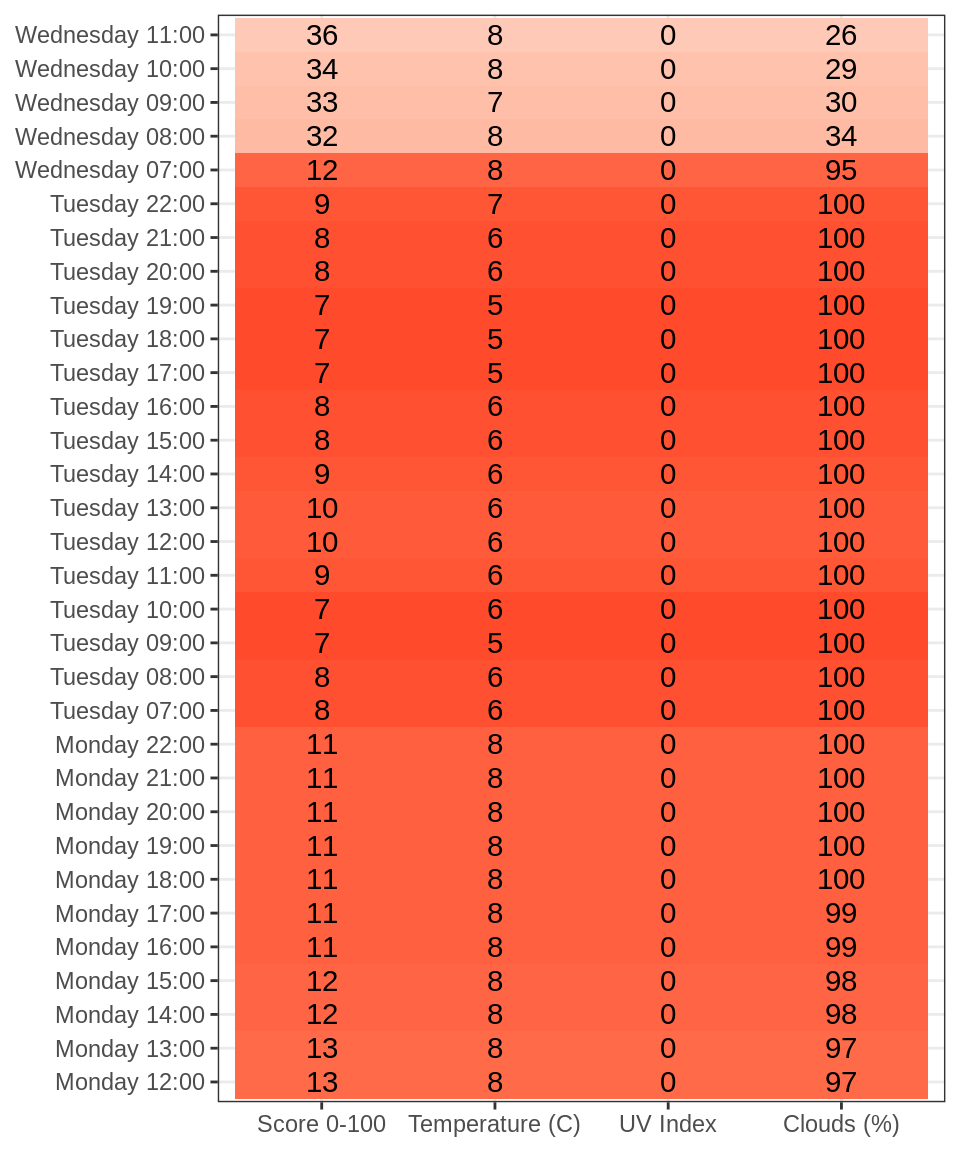 Wednesday 11:00 36 8 0 26
Wednesday 10:00 34 8 0 29
Wednesday 09:00 33 7 0 30
Wednesday 08:00 32 8 0 34
Wednesday 07:00 12 8 0 95
Tuesday 22:00 9 7 0 100
Tuesday 21:00 8 6 0 100
Tuesday 20:00 8 6 0 100
Tuesday 19:00 7 5 0 100
Tuesday 18:00 7 5 0 100
Tuesday 17:00 7 5 0 100
Tuesday 16:00 8 6 0 100
Tuesday 15:00 8 6 0 100
Tuesday 14:00 9 6 0 100
Tuesday 13:00 10 6 0 100
Tuesday 12:00 10 6 0 100
Tuesday 11:00 9 6 0 100
Tuesday 10:00 7 6 0 100
Tuesday 09:00 7 5 0 100
Tuesday 08:00 8 6 0 100
Tuesday 07:00 8 6 0 100
Monday 22:00 11 8 0 100
Monday 21:00 11 8 0 100
Monday 20:00 11 8 0 100
Monday 19:00 11 8 0 100
Monday 18:00 11 8 0 100
Monday 17:00 11 8 0 99
Monday 16:00 11 8 0 99
Monday 15:00 12 8 0 98
Monday 14:00 12 8 0 98
Monday 13:00 13 8 0 97
Monday 12:00 13 8 0 97
Score 0-100 Temperature (C) UV Index Clouds (%)